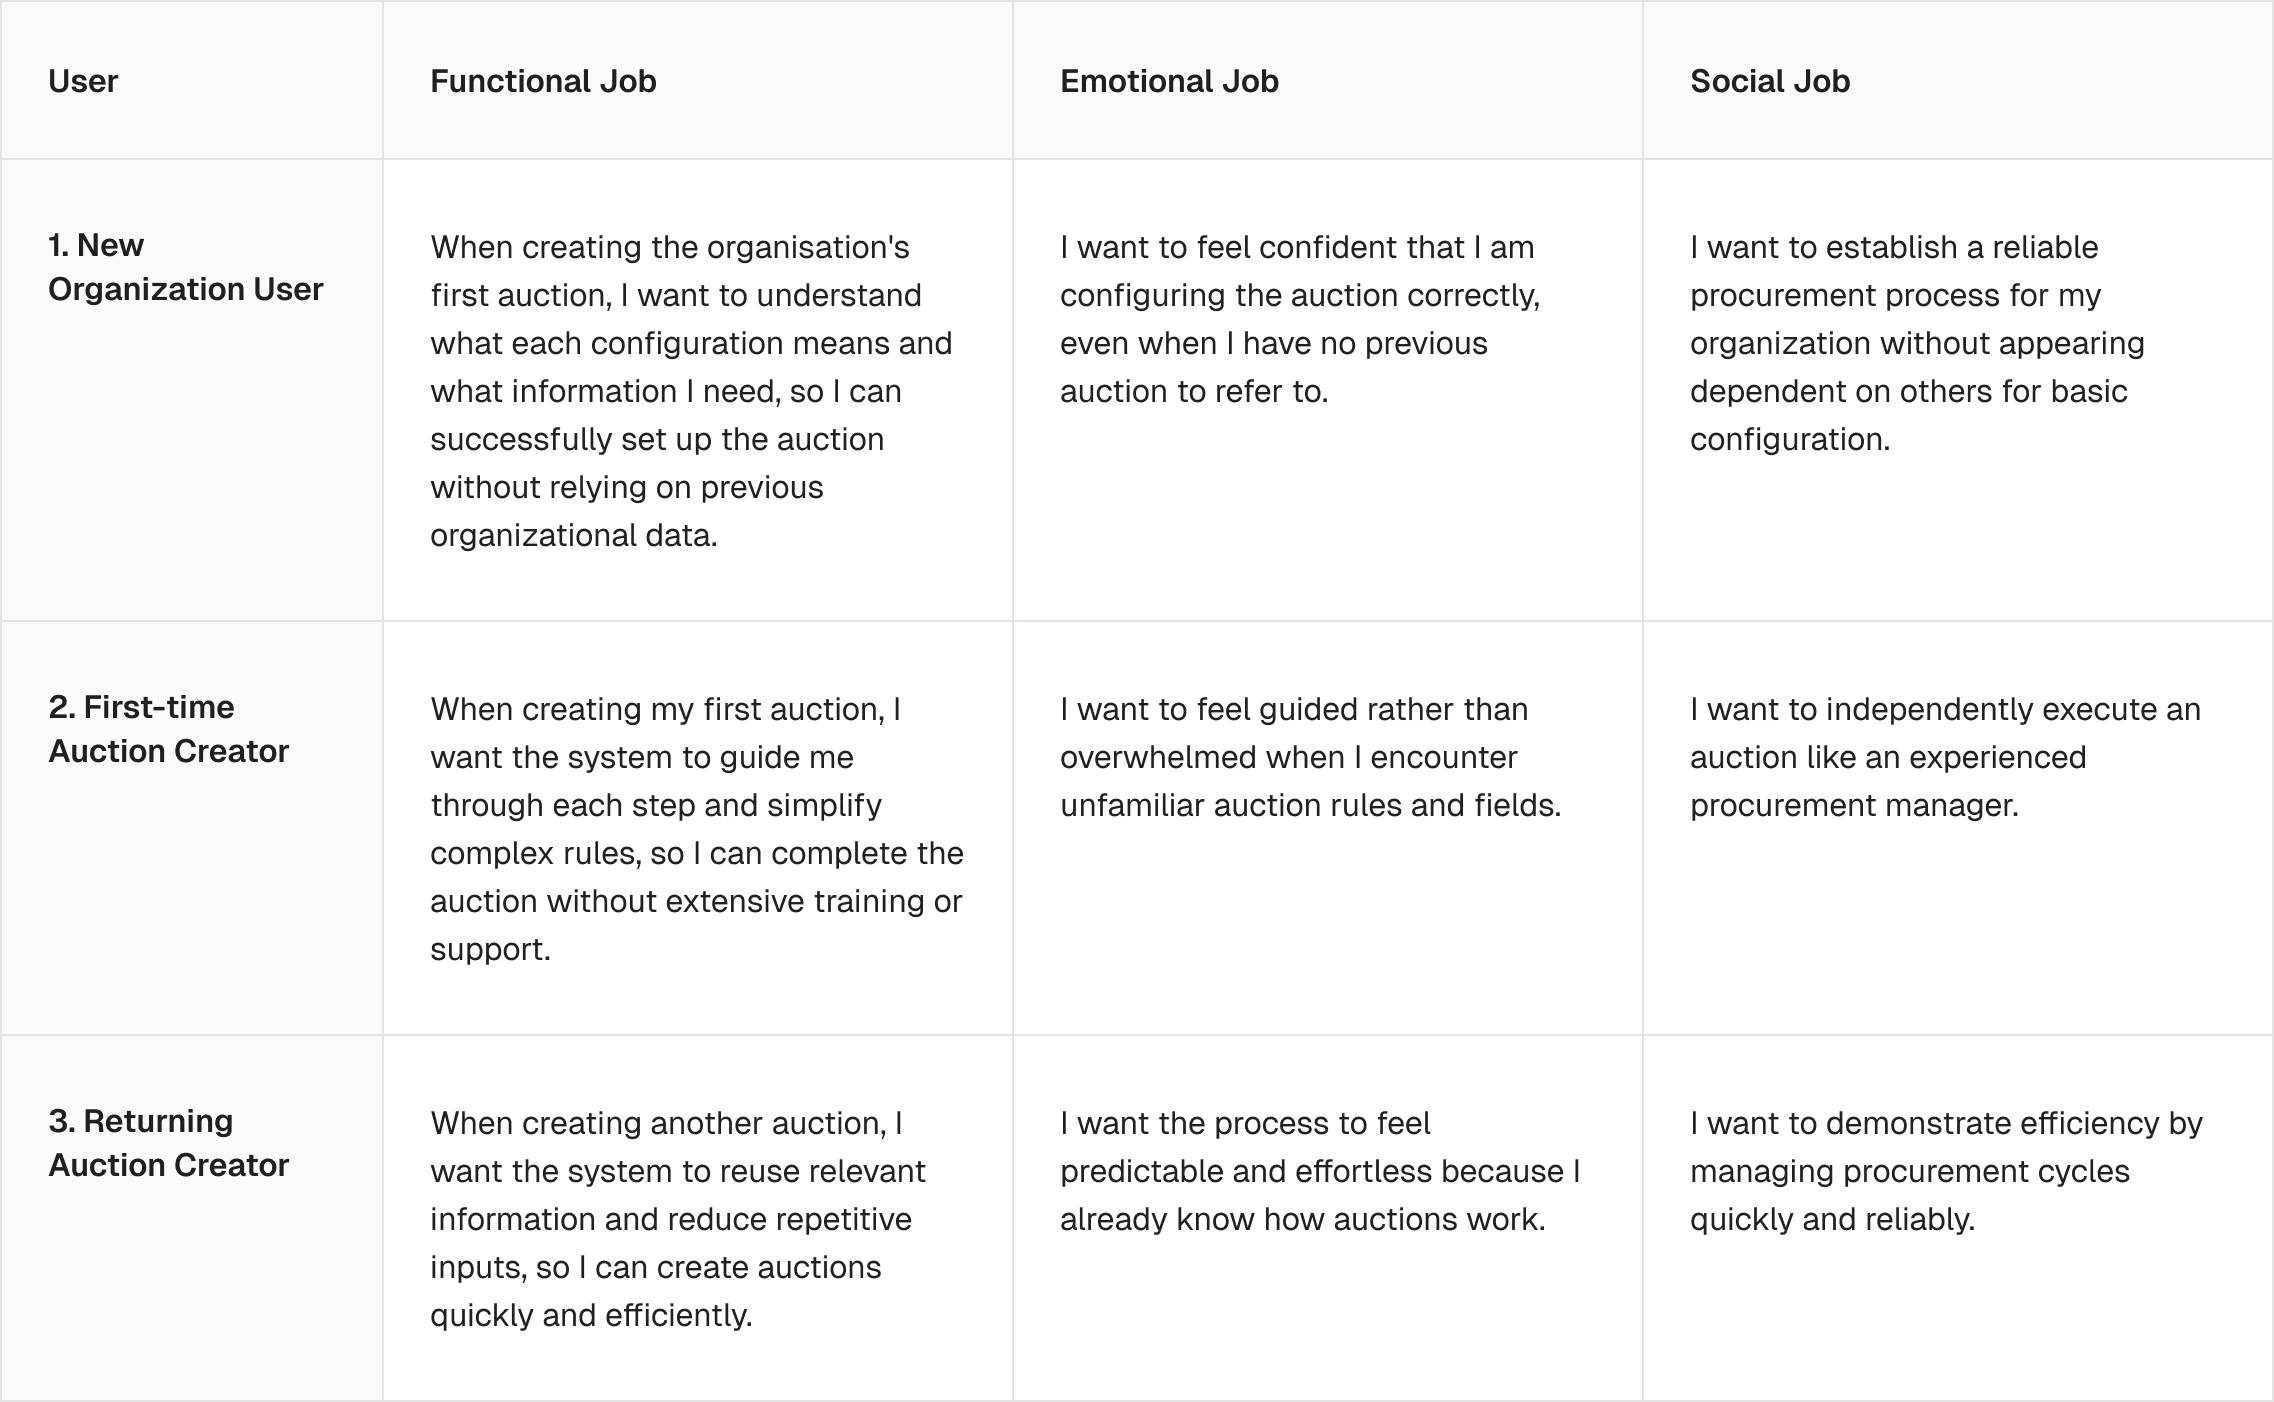 User
Functional Job
Emotional Job
Social Job
1. New
Organization User
When creating the organisation's
first auction, I want to understand
what each configuration means and
what information I need, so I can
successfully set up the auction
without relying on previous
organizational data.
I want to feel confident that I am
configuring the auction correctly,
even when I have no previous
auction to refer to.
I want to establish a reliable
procurement process for my
organization without appearing
dependent on others for basic
configuration.
2. First-time
Auction Creator
When creating my first auction, I
want the system to guide me
through each step and simplify
complex rules, so I can complete the
auction without extensive training or
support.
I want to feel guided rather than
overwhelmed when I encounter
unfamiliar auction rules and fields.
I want to independently execute an
auction like an experienced
procurement manager.
3. Returning
Auction Creator
When creating another auction, I
want the system to reuse relevant
information and reduce repetitive
inputs, so I can create auctions
quickly and efficiently.
I want the process to feel
predictable and effortless because I
already know how auctions work.
I want to demonstrate efficiency by
managing procurement cycles
quickly and reliably.